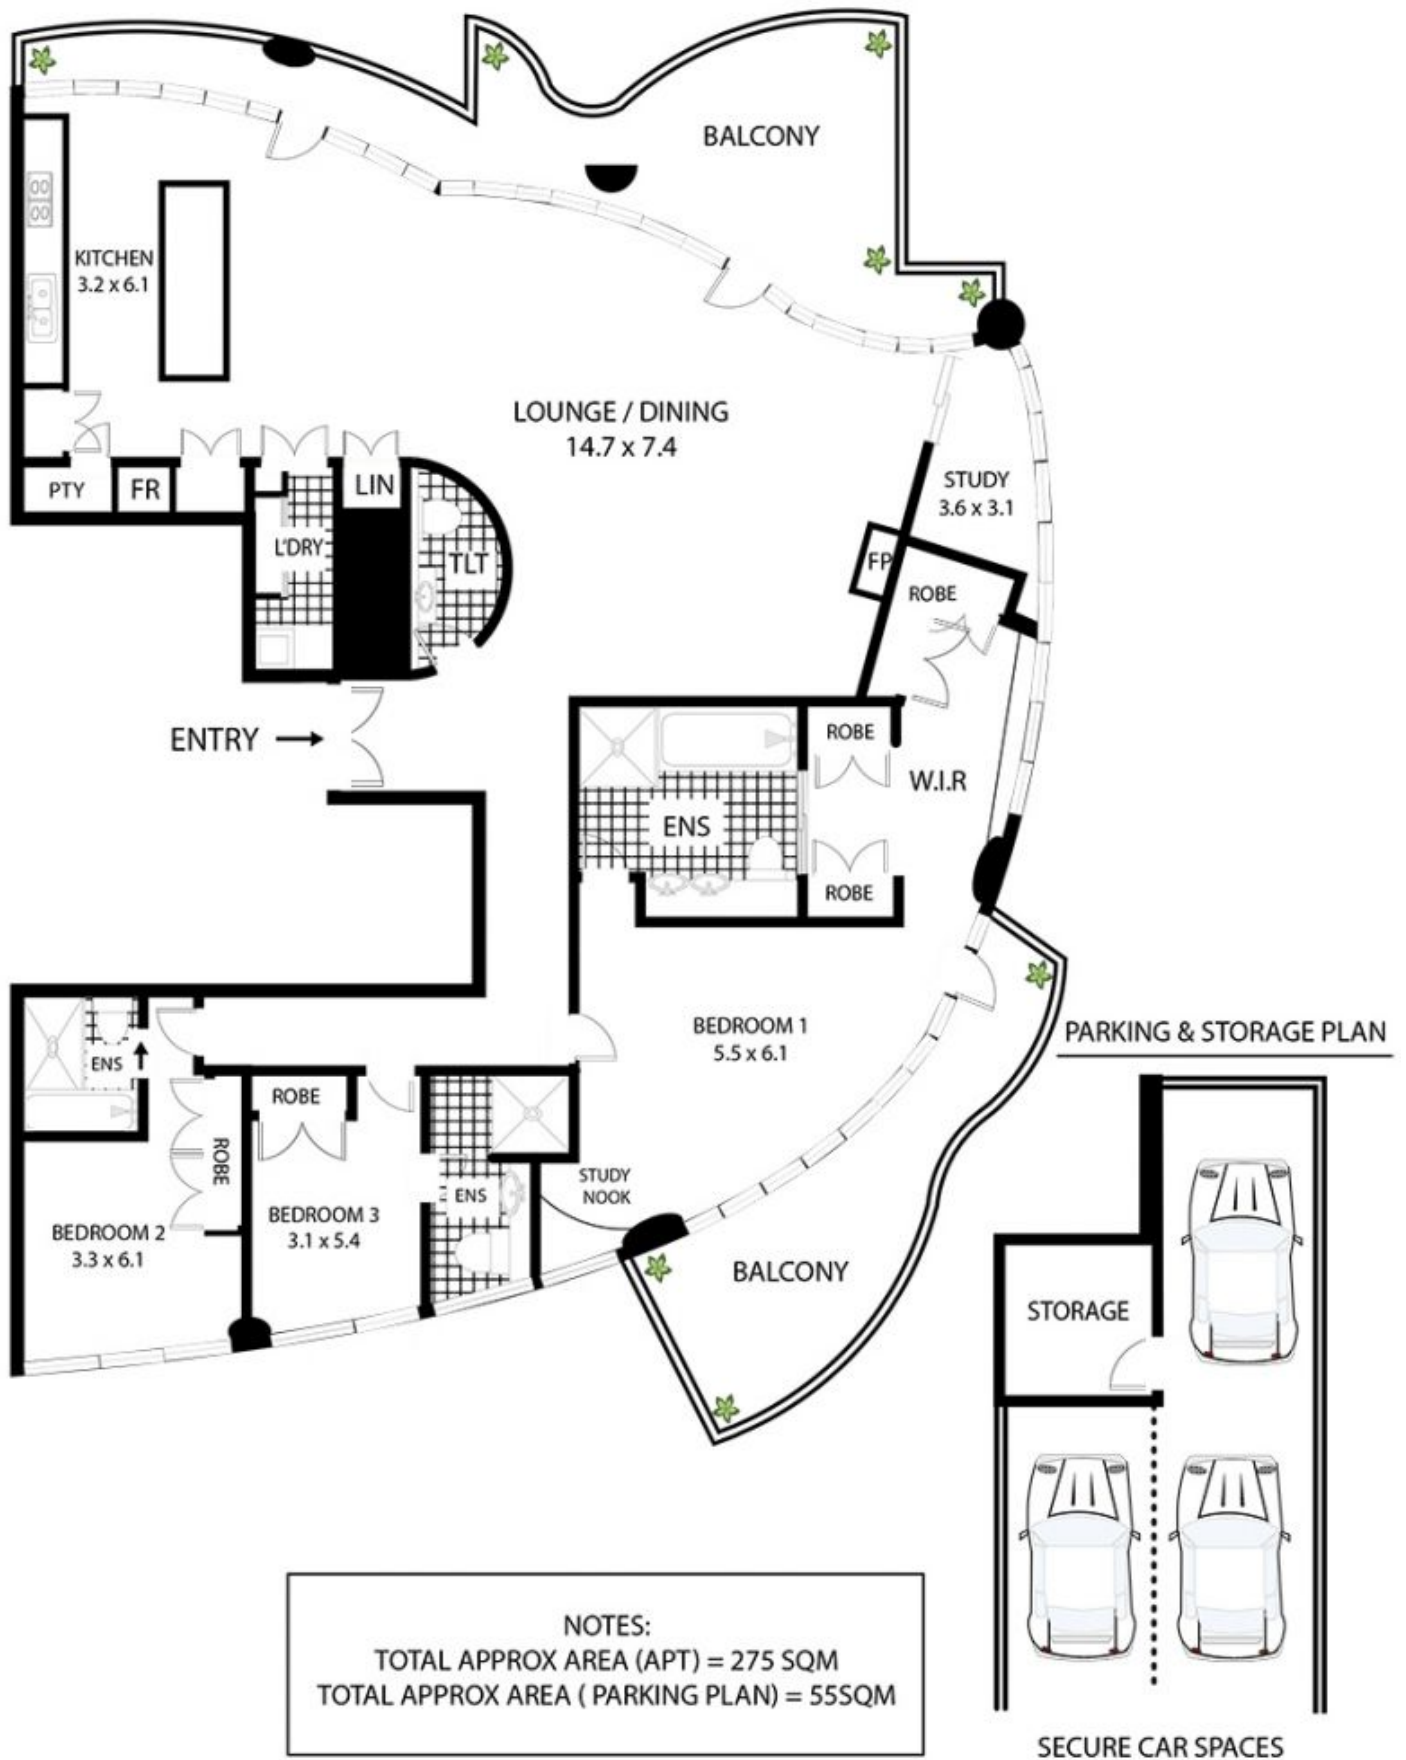 BALCONY
KITCHEN
3.2 x 6.1
LOUNGE / DINING
14.7 x 7.4
PTY
FR
LIN
L'DRY
TLT
STUDY
3.6 x 3.1
FP
ROBE
ENTRY
ROBE
W.I.R
ENS
ROBE
BEDROOM 1
5.5 x 6.1
ENS
ROBE
ROBE
BEDROOM 2
3.3 x 6.1
BEDROOM 3
3.1 x 5.4
ENS
STUDY
NOOK
BALCONY
PARKING & STORAGE PLAN
STORAGE
SECURE CAR SPACES
NOTES:
TOTAL APPROX AREA (APT) = 275 SQM
TOTAL APPROX AREA ( PARKING PLAN) = 55SQM